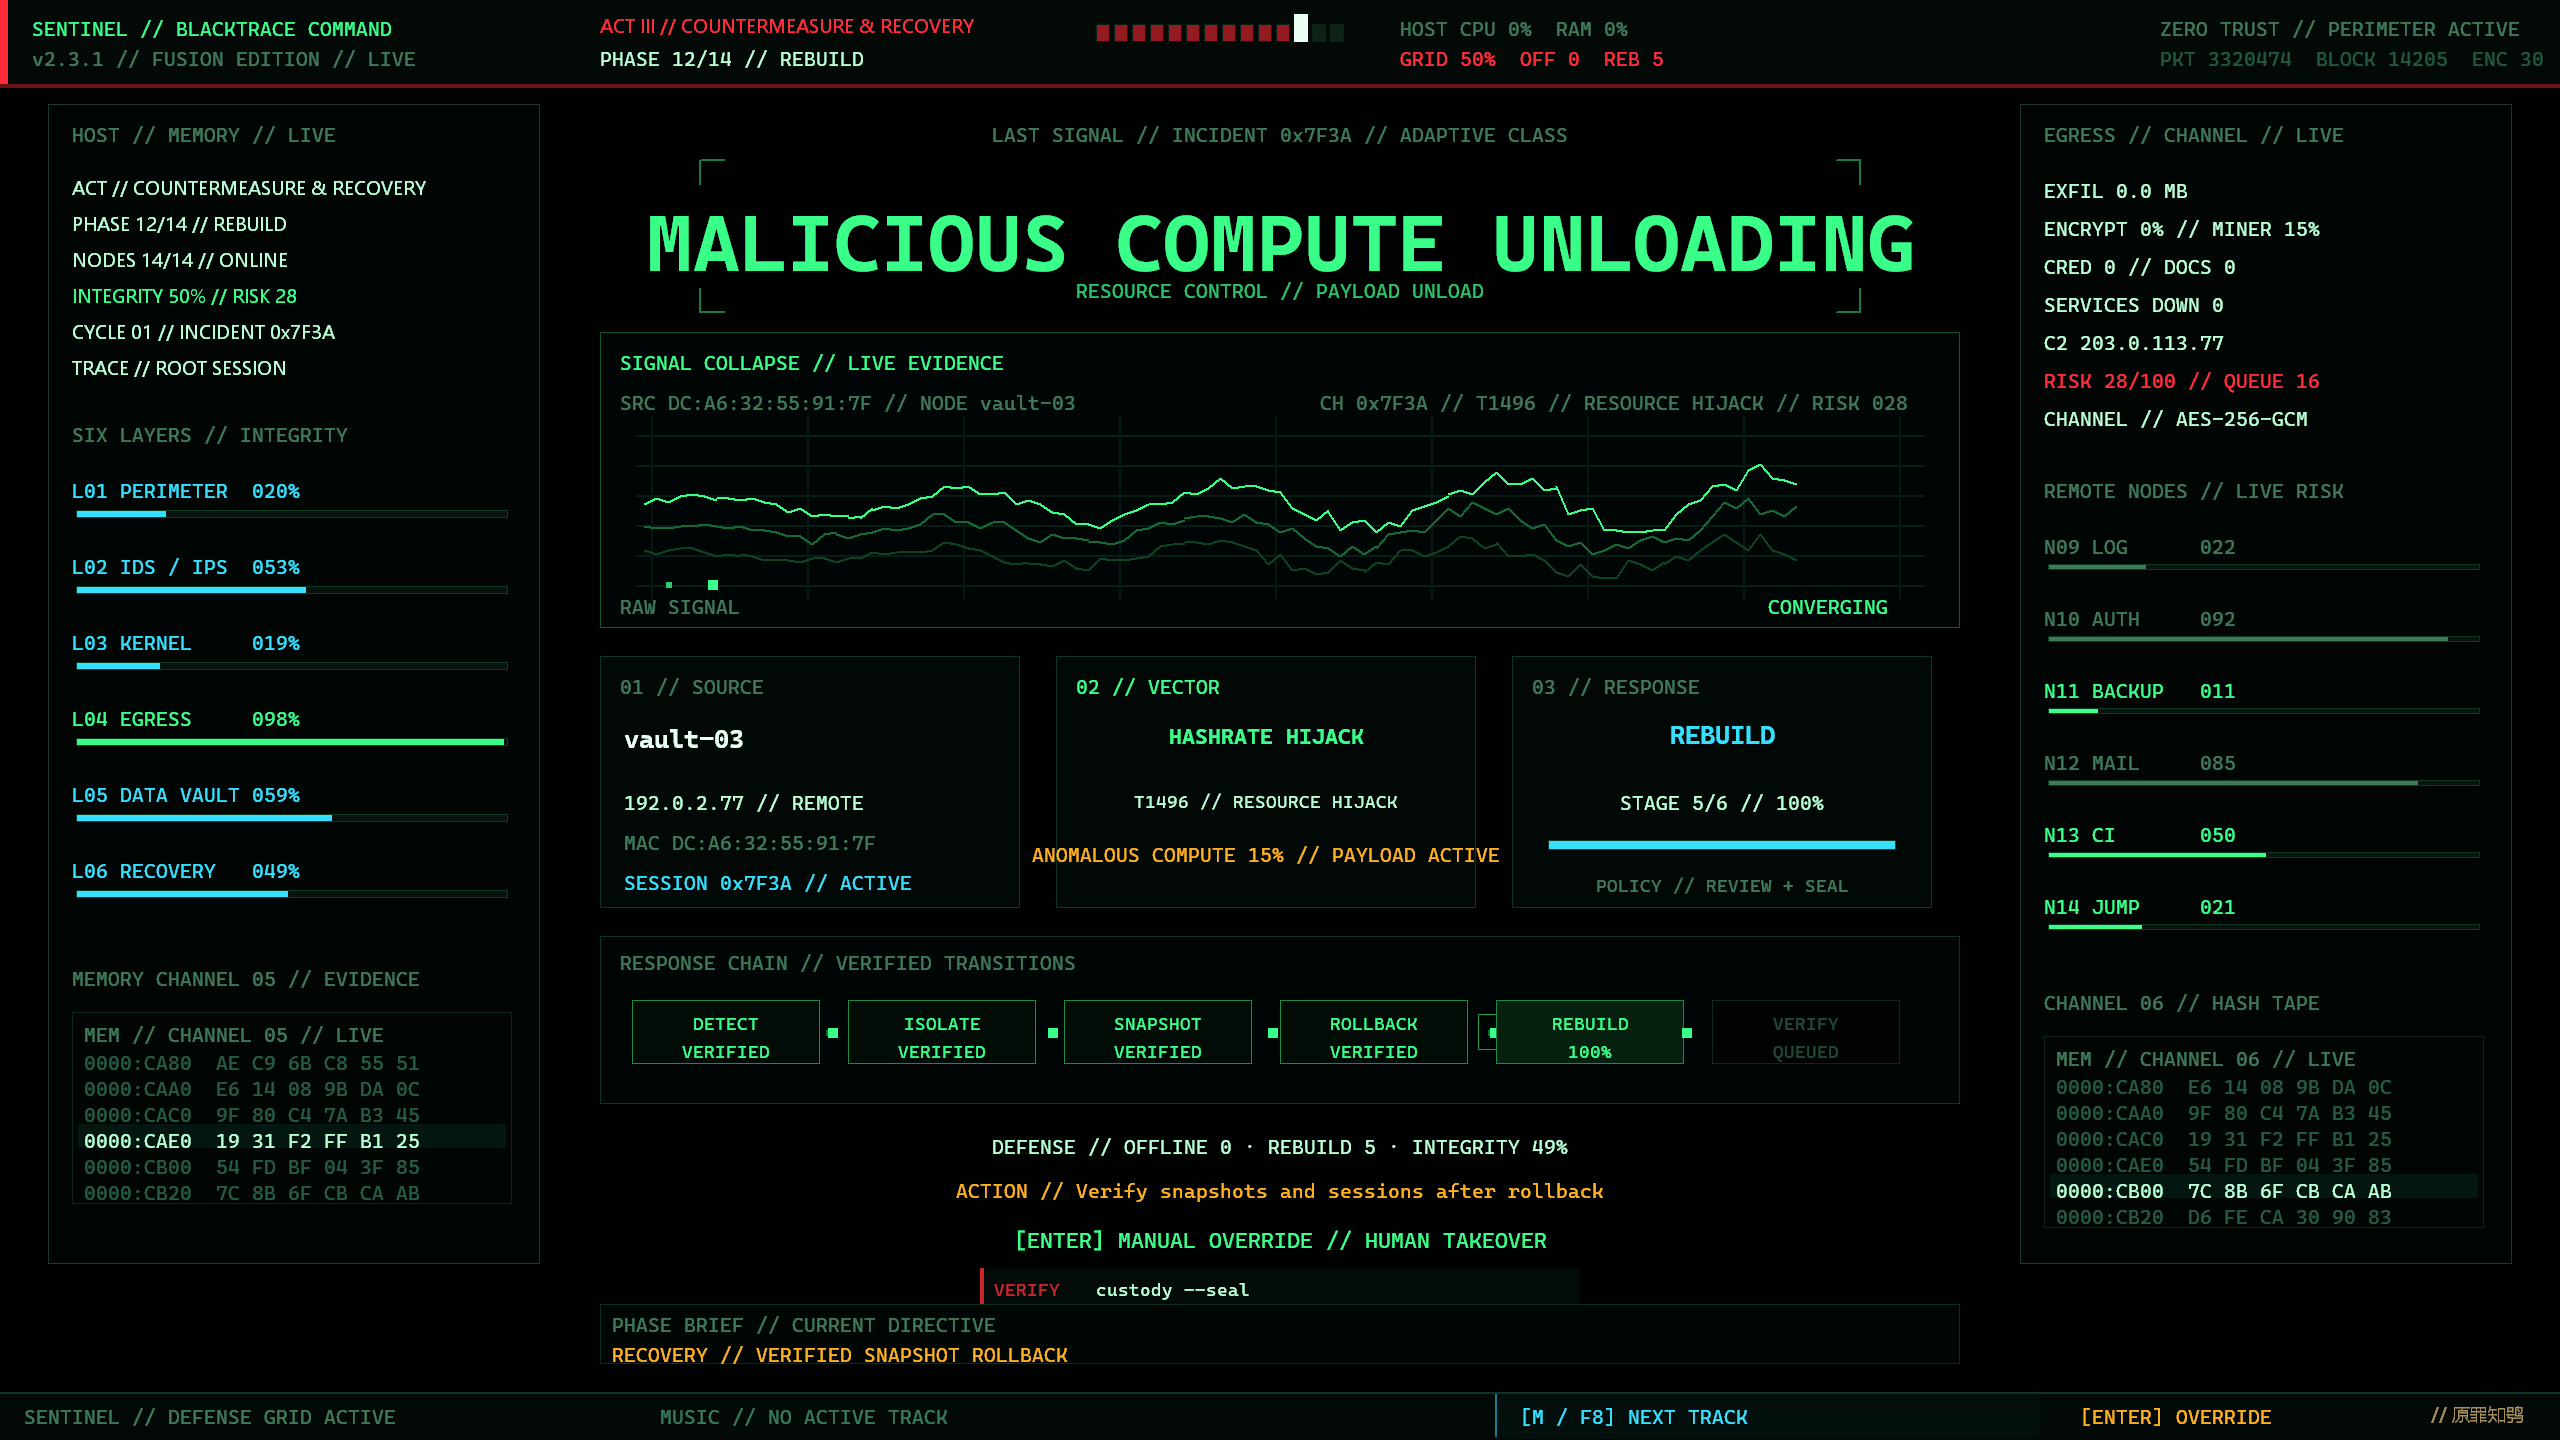 SENTINEL // BLACKTRACE COMMAND
v2.3.1 // FUSION EDITION // LIVE
ACT III // COUNTERMEASURE & RECOVERY
PHASE 12/14 // REBUILD
HOST CPU 0%  RAM 0%
GRID 50%  OFF 0  REB 5
ZERO TRUST // PERIMETER ACTIVE
PKT 3320474  BLOCK 14205  ENC 30
HOST // MEMORY // LIVE
ACT // COUNTERMEASURE & RECOVERY
PHASE 12/14 // REBUILD
NODES 14/14 // ONLINE
INTEGRITY 50% // RISK 28
CYCLE 01 // INCIDENT 0x7F3A
TRACE // ROOT SESSION
SIX LAYERS // INTEGRITY
L01 PERIMETER  020%
L02 IDS / IPS  053%
L03 KERNEL  019%
L04 EGRESS  098%
L05 DATA VAULT 059%
L06 RECOVERY  049%
MEMORY CHANNEL 05 // EVIDENCE
MEM // CHANNEL 05 // LIVE
0000:CA80  AE C9 6B C8 55 51
0000:CAA0  E6 14 08 9B DA 0C
0000:CAC0  9F 80 C4 7A B3 45
0000:CAE0  19 31 F2 FF B1 25
0000:CB00  54 FD BF 04 3F 85
0000:CB20  7C 8B 6F CB CA AB
LAST SIGNAL // INCIDENT 0x7F3A // ADAPTIVE CLASS
MALICIOUS COMPUTE UNLOADING
RESOURCE CONTROL // PAYLOAD UNLOAD
SIGNAL COLLAPSE // LIVE EVIDENCE
SRC DC:A6:32:55:91:7F // NODE vault-03
CH 0x7F3A // T1496 // RESOURCE HIJACK // RISK 028
RAW SIGNAL
CONVERGING
01 // SOURCE
vault-03
192.0.2.77 // REMOTE
MAC DC:A6:32:55:91:7F
SESSION 0x7F3A // ACTIVE
02 // VECTOR
HASHRATE HIJACK
T1496 // RESOURCE HIJACK
ANOMALOUS COMPUTE 15% // PAYLOAD ACTIVE
03 // RESPONSE
REBUILD
STAGE 5/6 // 100%
POLICY // REVIEW + SEAL
RESPONSE CHAIN // VERIFIED TRANSITIONS
DETECT
VERIFIED
ISOLATE
VERIFIED
SNAPSHOT
VERIFIED
ROLLBACK
VERIFIED
REBUILD
100%
VERIFY
QUEUED
DEFENSE // OFFLINE 0 · REBUILD 5 · INTEGRITY 49%
ACTION // Verify snapshots and sessions after rollback
[ENTER] MANUAL OVERRIDE // HUMAN TAKEOVER
VERIFY  custody --seal
PHASE BRIEF // CURRENT DIRECTIVE
RECOVERY // VERIFIED SNAPSHOT ROLLBACK
EGRESS // CHANNEL // LIVE
EXFIL 0.0 MB
ENCRYPT 0% // MINER 15%
CRED 0 // DOCS 0
SERVICES DOWN 0
C2 203.0.113.77
RISK 28/100 // QUEUE 16
CHANNEL // AES-256-GCM
REMOTE NODES // LIVE RISK
N09 LOG  022
N10 AUTH  092
N11 BACKUP  011
N12 MAIL  085
N13 CI  050
N14 JUMP  021
CHANNEL 06 // HASH TAPE
MEM // CHANNEL 06 // LIVE
0000:CA80  E6 14 08 9B DA 0C
0000:CAA0  9F 80 C4 7A B3 45
0000:CAC0  19 31 F2 FF B1 25
0000:CAE0  54 FD BF 04 3F 85
0000:CB00  7C 8B 6F CB CA AB
0000:CB20  D6 FE CA 30 90 83
SENTINEL // DEFENSE GRID ACTIVE
MUSIC // NO ACTIVE TRACK
[M / F8] NEXT TRACK
[ENTER] OVERRIDE
// 原罪知鸮